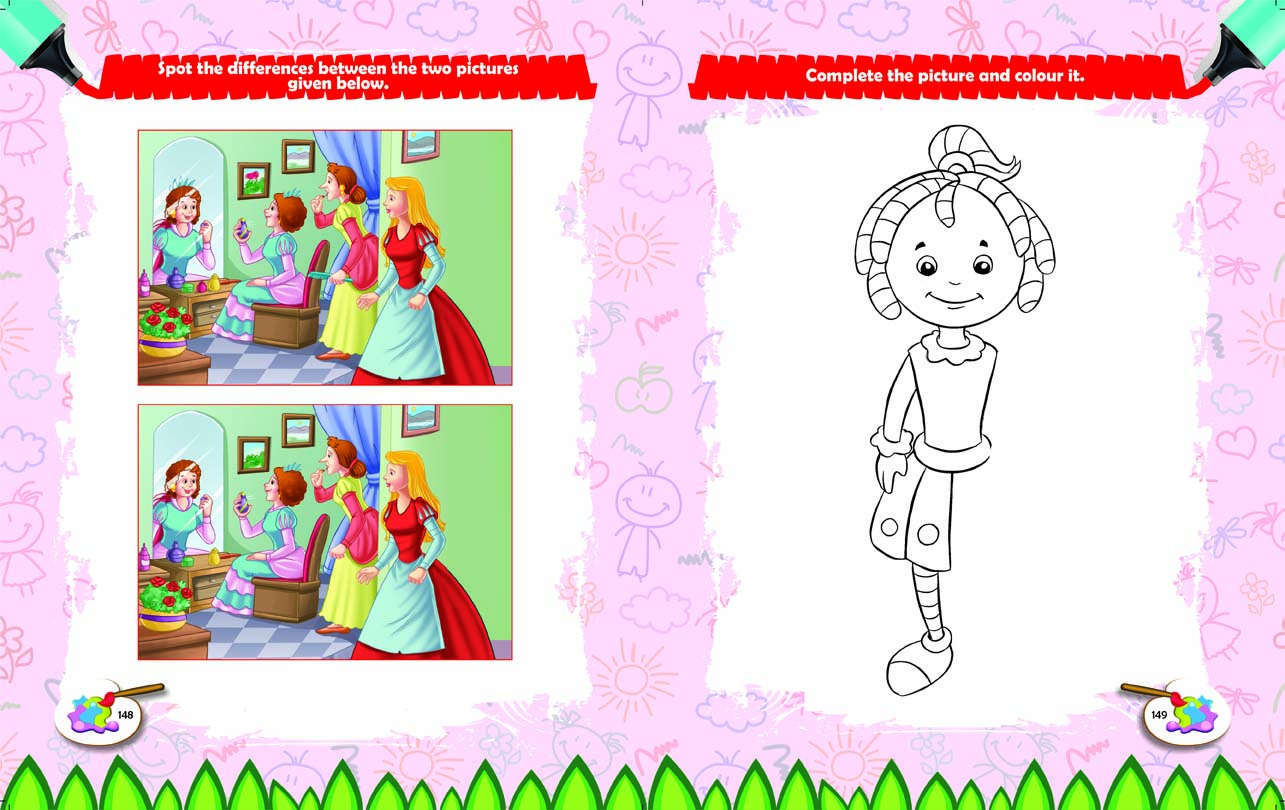 Spot the differences between the two pictures
given below.
148
Complete the picture and colour it.
149